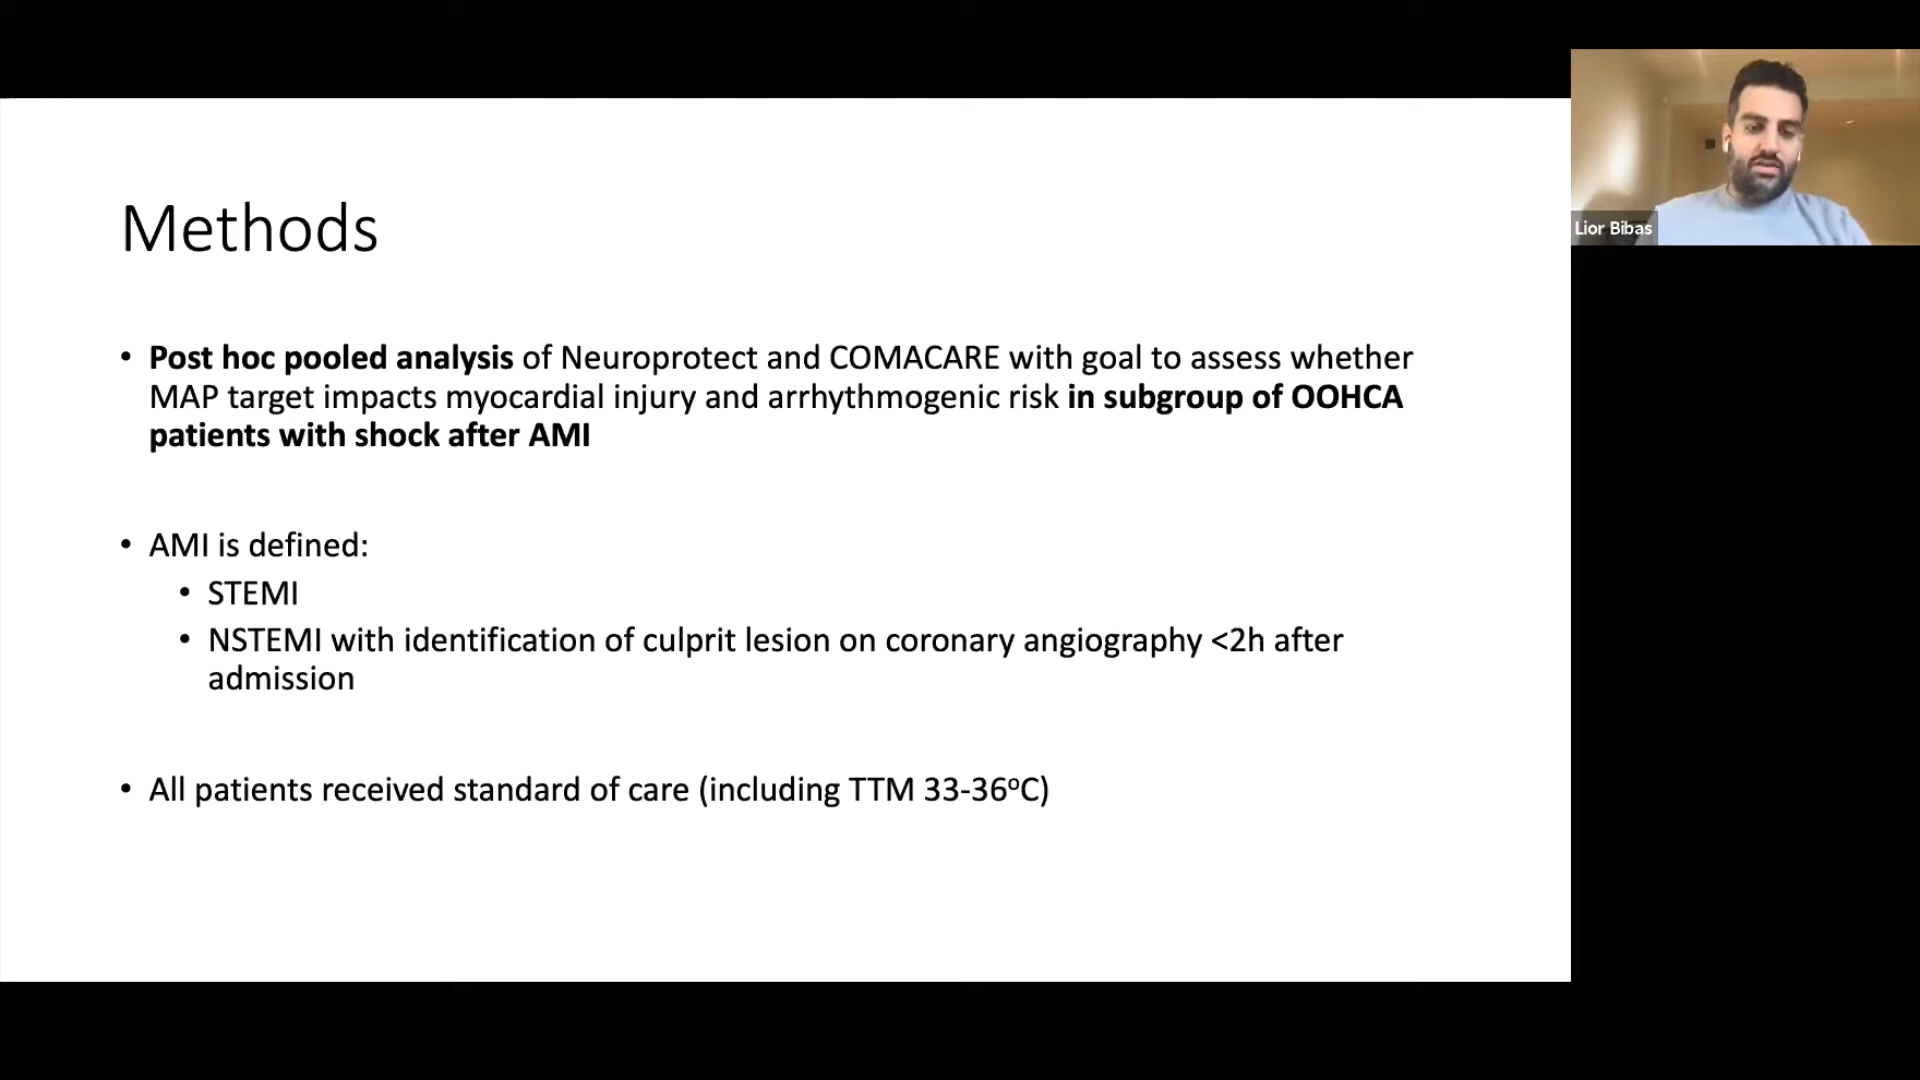 Methods
• Post hoc pooled analysis of Neuroprotect and COMACARE with goal to assess whether
MAP target impacts myocardial injury and arrhythmogenic risk in subgroup of OOHCA
patients with shock after AMI
• AMI is defined:
• STEMI
• NSTEMI with identification of culprit lesion on coronary angiography <2h after
admission
• All patients received standard of care (including TTM 33-36ºC)
Lior Bibas